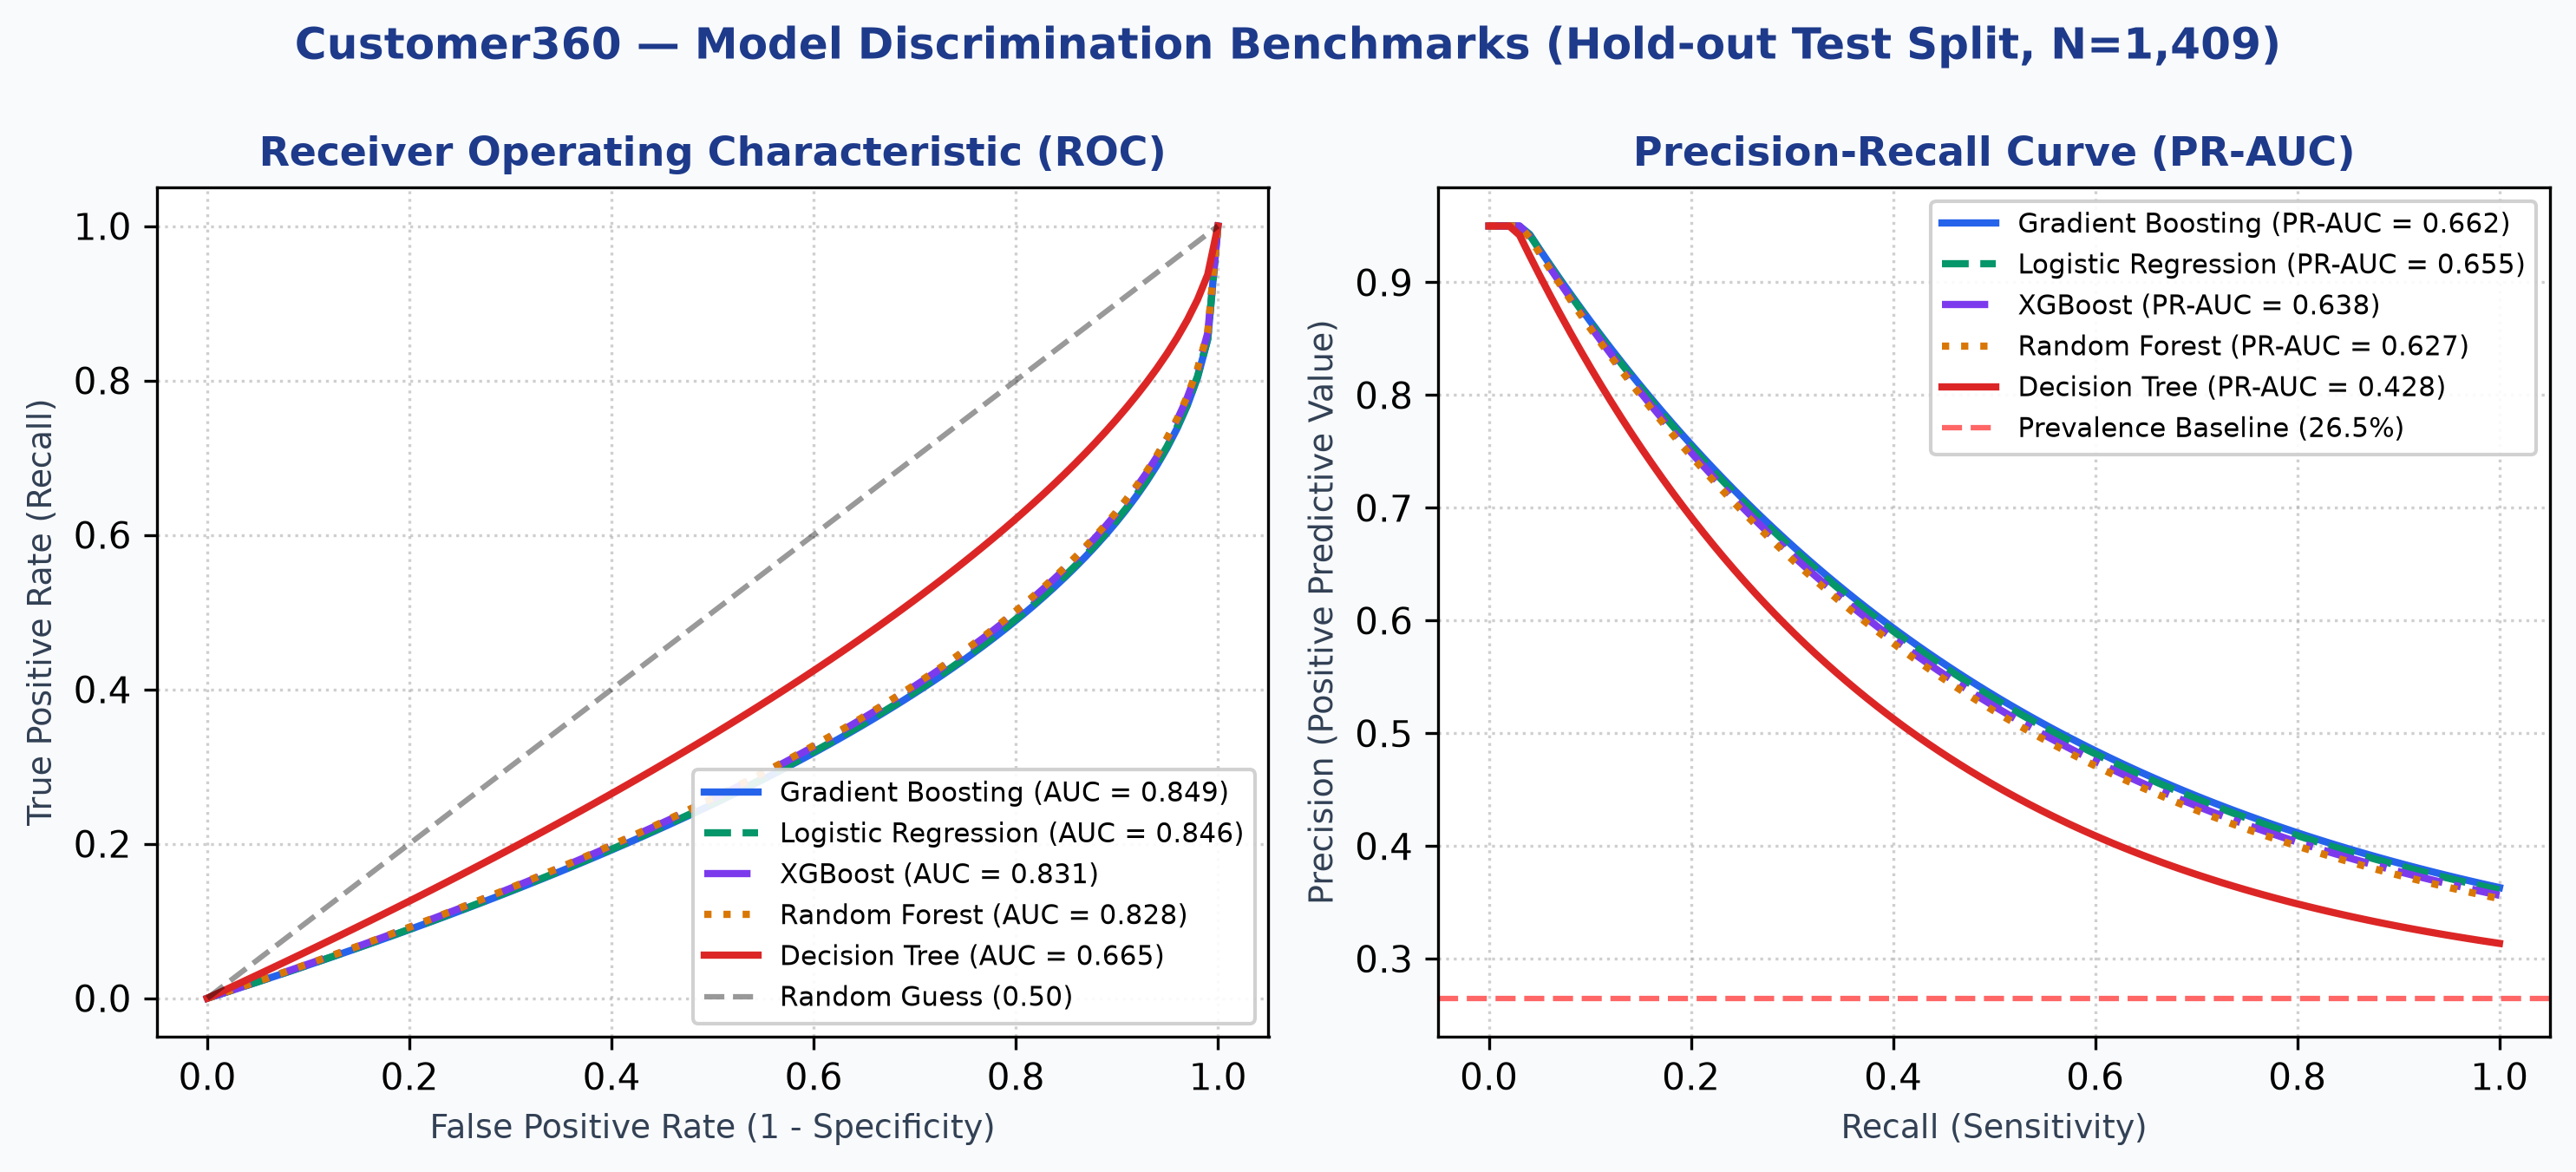 Customer360 — Model Discrimination Benchmarks (Hold-out Test Split, N=1,409)
Receiver Operating Characteristic (ROC)
True Positive Rate (Recall)
1.0
0.8
0.6
0.4
0.2
0.0
0.0 0.2 0.4 0.6 0.8 1.0
False Positive Rate (1 - Specificity)
Gradient Boosting (AUC = 0.849)
Logistic Regression (AUC = 0.846)
XGBoost (AUC = 0.831)
Random Forest (AUC = 0.828)
Decision Tree (AUC = 0.665)
Random Guess (0.50)
Precision-Recall Curve (PR-AUC)
Precision (Positive Predictive Value)
0.9
0.8
0.7
0.6
0.5
0.4
0.3
0.0 0.2 0.4 0.6 0.8 1.0
Recall (Sensitivity)
Gradient Boosting (PR-AUC = 0.662)
Logistic Regression (PR-AUC = 0.655)
XGBoost (PR-AUC = 0.638)
Random Forest (PR-AUC = 0.627)
Decision Tree (PR-AUC = 0.428)
Prevalence Baseline (26.5%)